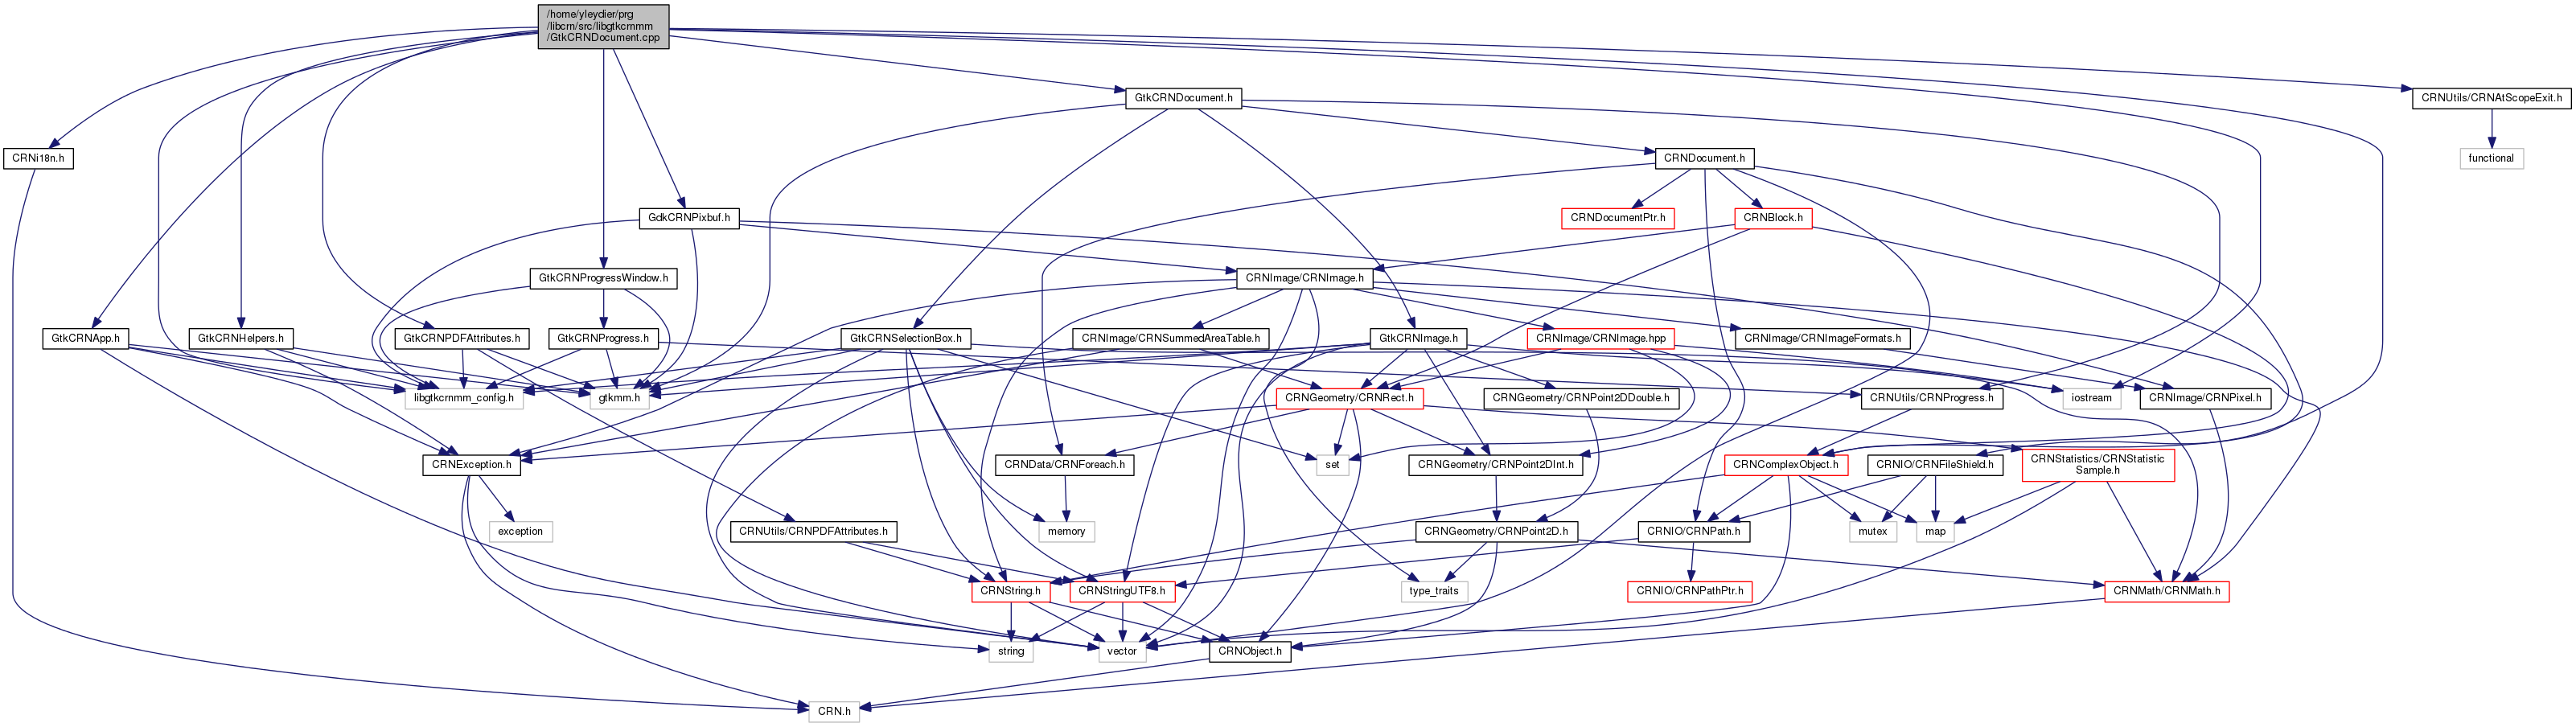 /home/yleydier/prg
/libcrn/src/libgtkcrnmm
/GtkCRNDocument.cpp
GtkCRNDocument.h
CRNUtils/CRNAtScopeExit.h
CRNi18n.h
CRNDocument.h
functional
GdkCRNPixbuf.h
CRNDocumentPtr.h
CRNBlock.h
GtkCRNProgressWindow.h
CRNImage/CRNImage.h
GtkCRNApp.h
GtkCRNHelpers.h
GtkCRNPDFAttributes.h
GtkCRNProgress.h
GtkCRNSelectionBox.h
CRNImage/CRNSummedAreaTable.h
GtkCRNImage.h
CRNImage/CRNImage.hpp
CRNImage/CRNImageFormats.h
libgtkcrnmm_config.h
gtkmm.h
CRNGeometry/CRNRect.h
CRNGeometry/CRNPoint2DDouble.h
CRNUtils/CRNProgress.h
iostream
CRNImage/CRNPixel.h
CRNException.h
set
CRNData/CRNForeach.h
CRNGeometry/CRNPoint2DInt.h
CRNComplexObject.h
CRNIO/CRNFileShield.h
CRNStatistics/CRNStatistic
Sample.h
exception
CRNUtils/CRNPDFAttributes.h
memory
CRNGeometry/CRNPoint2D.h
CRNIO/CRNPath.h
mutex
map
CRNString.h
CRNStringUTF8.h
type_traits
CRNIO/CRNPathPtr.h
CRNMath/CRNMath.h
string
vector
CRNObject.h
CRN.h